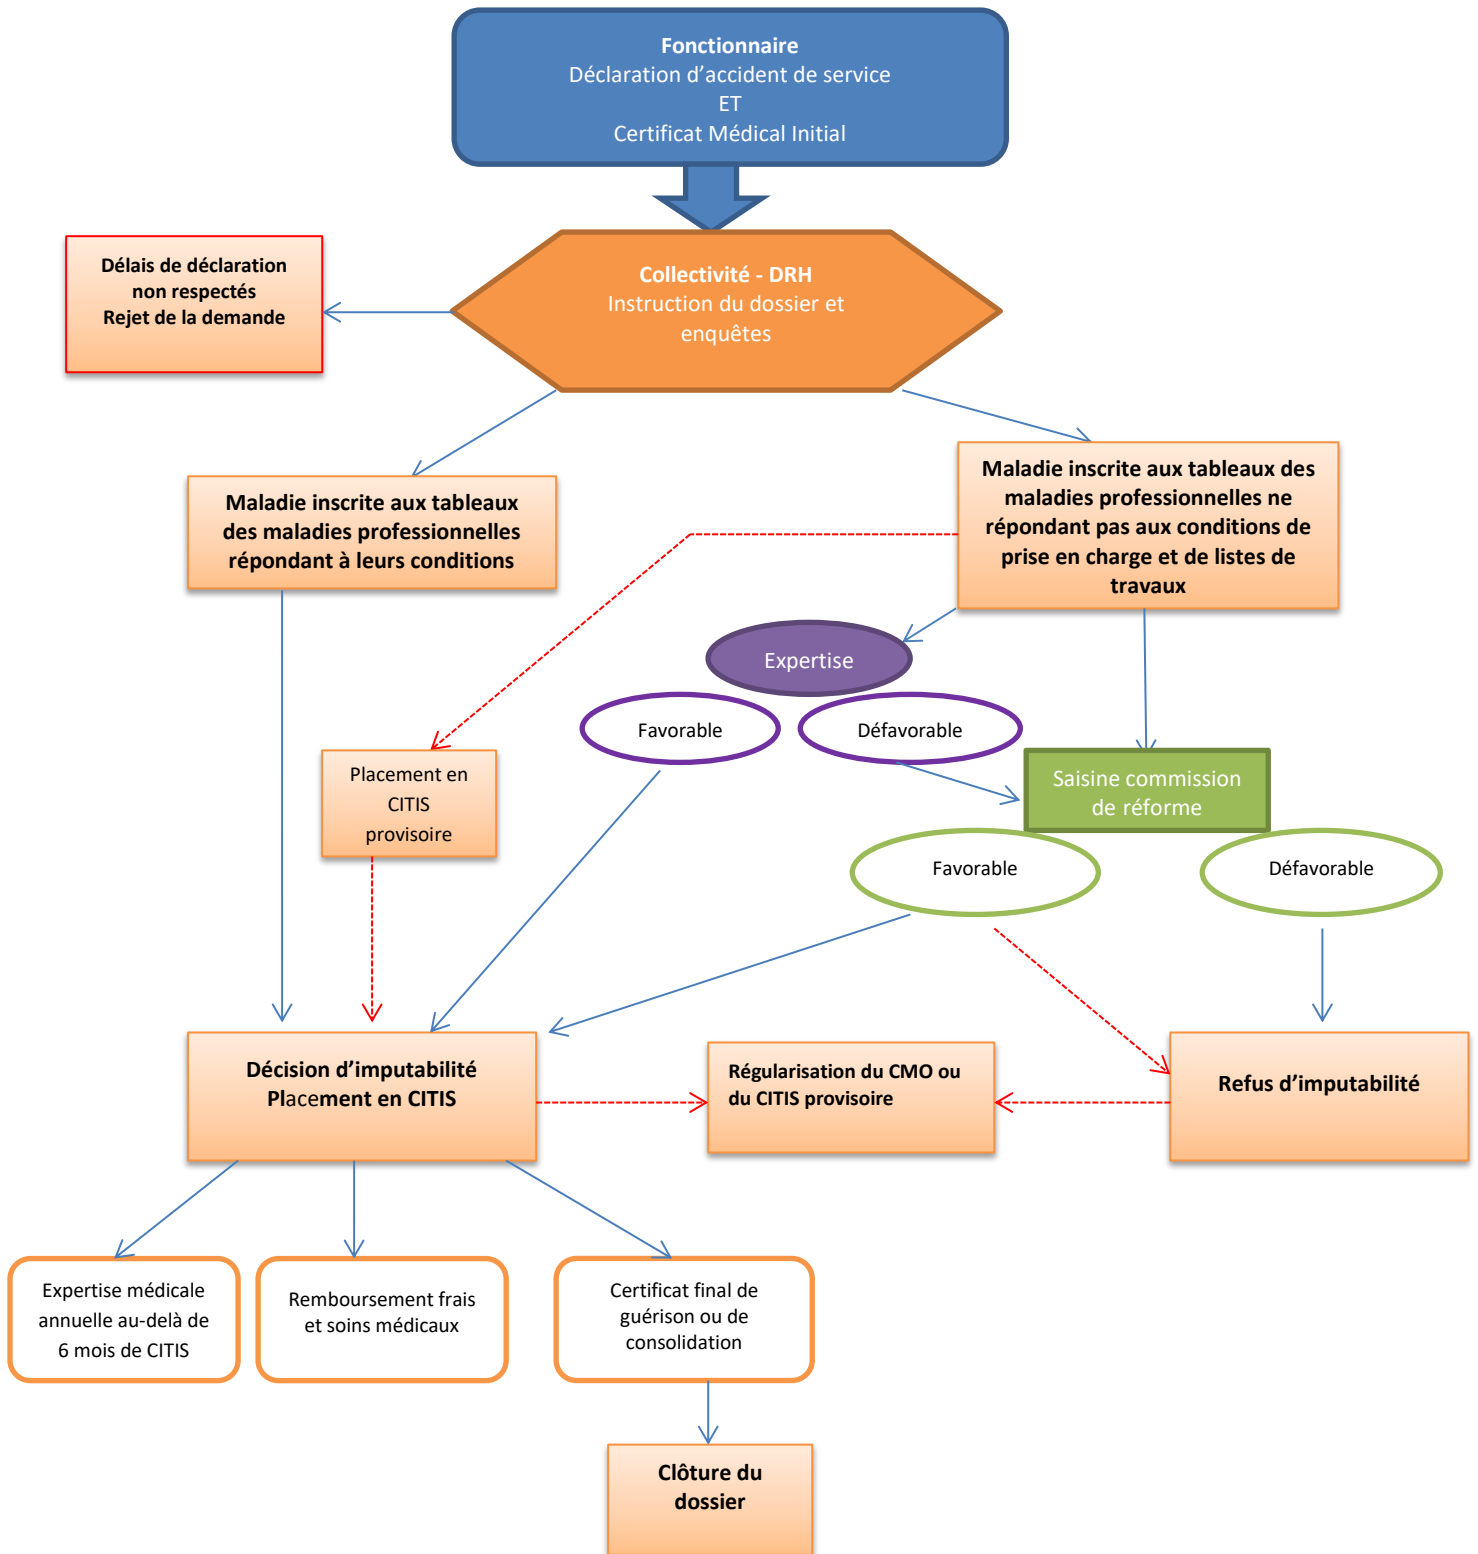 Fonctionnaire
Déclaration d'accident de service
ET
Certificat Médical Initial
Délais de déclaration
non respectés
Rejet de la demande
Collectivité - DRH
Instruction du dossier et
enquêtes
Maladie inscrite aux tableaux
des maladies professionnelles
répondant à leurs conditions
Maladie inscrite aux tableaux des
maladies professionnelles ne
répondant pas aux conditions de
prise en charge et de listes de
travaux
Expertise
Favorable
Défavorable
Placement en
CITIS
provisoire
Saisine commission
de réforme
Favorable
Défavorable
Décision d'imputabilité
Placement en CITIS
Régularisation du CMO ou
du CITIS provisoire
Refus d'imputabilité
Expertise médicale
annuelle au-delà de
6 mois de CITIS
Remboursement frais
et soins médicaux
Certificat final de
guérison ou de
consolidation
Clôture du
dossier